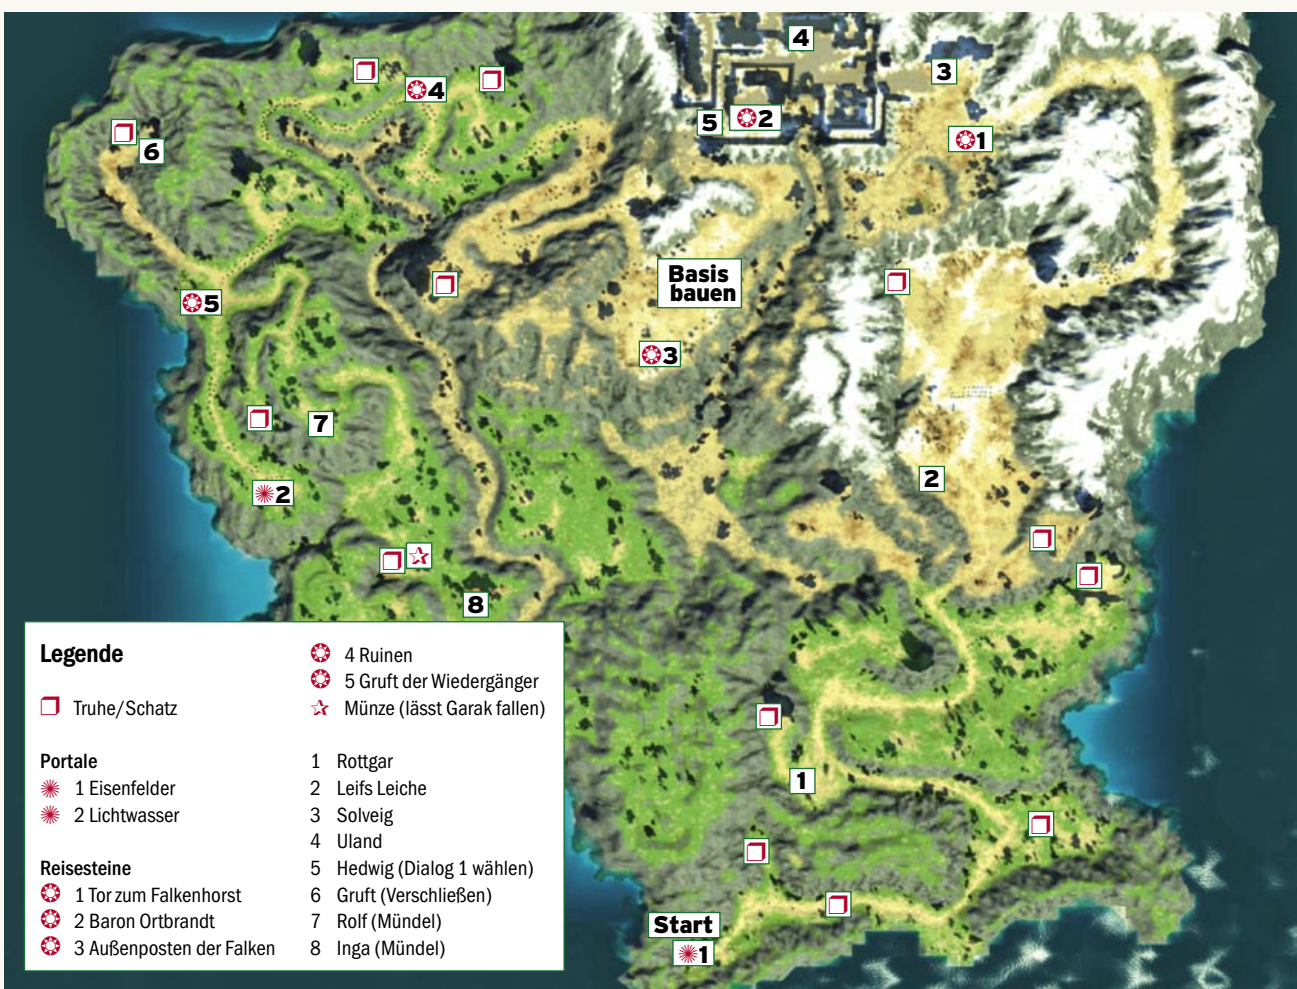 4
3
4
5
2
1
6
Basis
bauen
5
3
7
2
2
8
1
Start
1
Legende
Truhe/Schatz
Portale
1 Eisenfelder
2 Lichtwasser
Reisesteine
1 Tor zum Falkenhorst
2 Baron Ortbrandt
3 Außenposten der Falken
4 Ruinen
5 Gruft der Wiedergänger
Münze (lässt Garak fallen)
1 Rottgar
2 Leifs Leiche
3 Solveig
4 Uland
5 Hedwig (Dialog 1 wählen)
6 Gruft (Verschließen)
7 Rolf (Mündel)
8 Inga (Mündel)